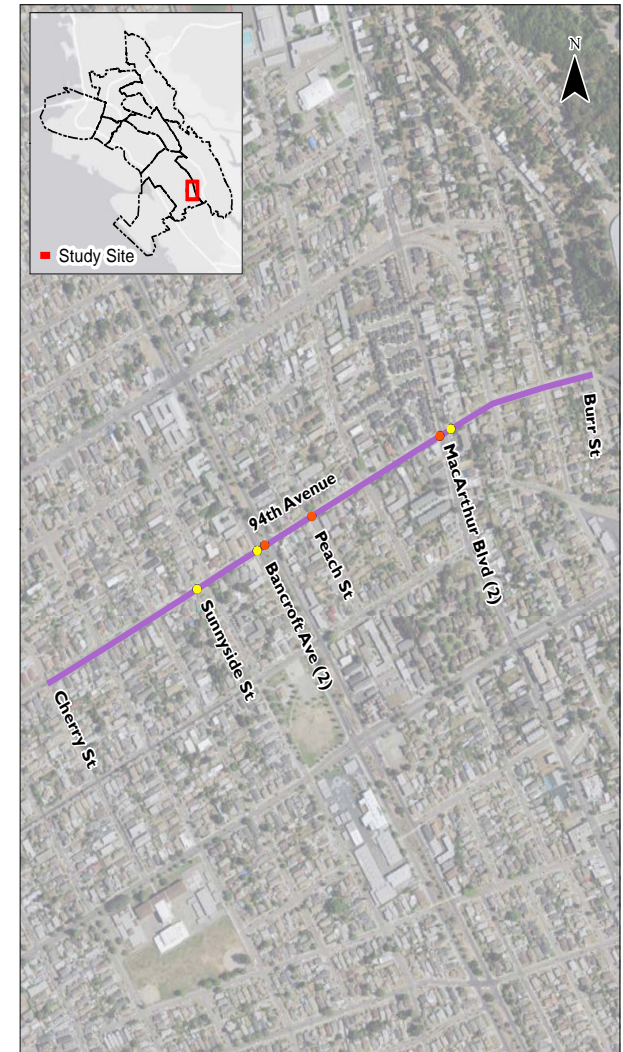 N
Study Site
Burr St
MacArthur Blvd (2)
94th Avenue
Peach St
Bancroft Ave (2)
Sunnyside St
Cherry St